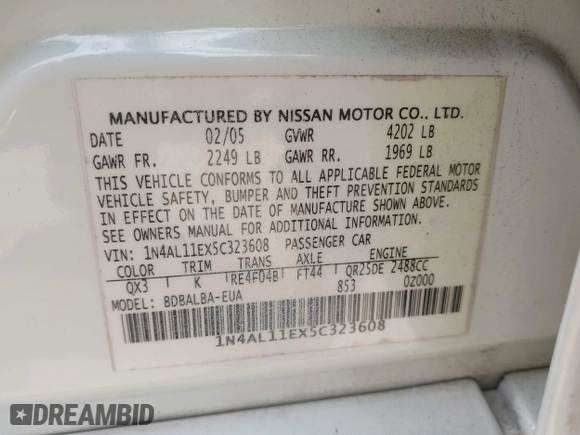 MANUFACTURED BY NISSAN MOTOR CO., LTD.
DATE 02/05 GVWR 4202 LB
GAWR FR. 2249 LB GAWR RR. 1969 LB
THIS VEHICLE CONFORMS TO ALL APPLICABLE FEDERAL MOTOR
VEHICLE SAFETY, BUMPER AND THEFT PREVENTION STANDARDS
IN EFFECT ON THE DATE OF MANUFACTURE SHOWN ABOVE.
SEE OWNERS MANUAL FOR ADDITIONAL INFORMATION.
VIN: 1N4AL11EX5C323608 PASSENGER CAR
COLOR TRIM TRANS AXLE ENGINE
QX3 K RE4F04B FT44 QR25DE 2488CC
MODEL: BDBALBA-EUA 853 0Z000
1N4AL11EX5C323608
DREAMBID